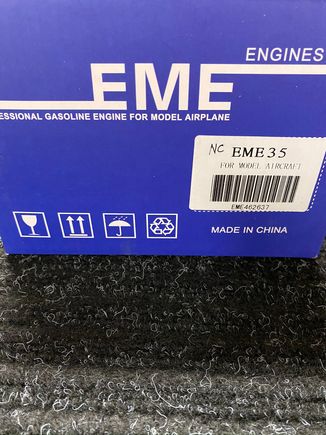 ENGINES
EME
ESSIONAL GASOLINE ENGINE FOR MODEL AIRPLANE
NC EME35
FOR MODEL AIRCRAFT
EME462637
MADE IN CHINA